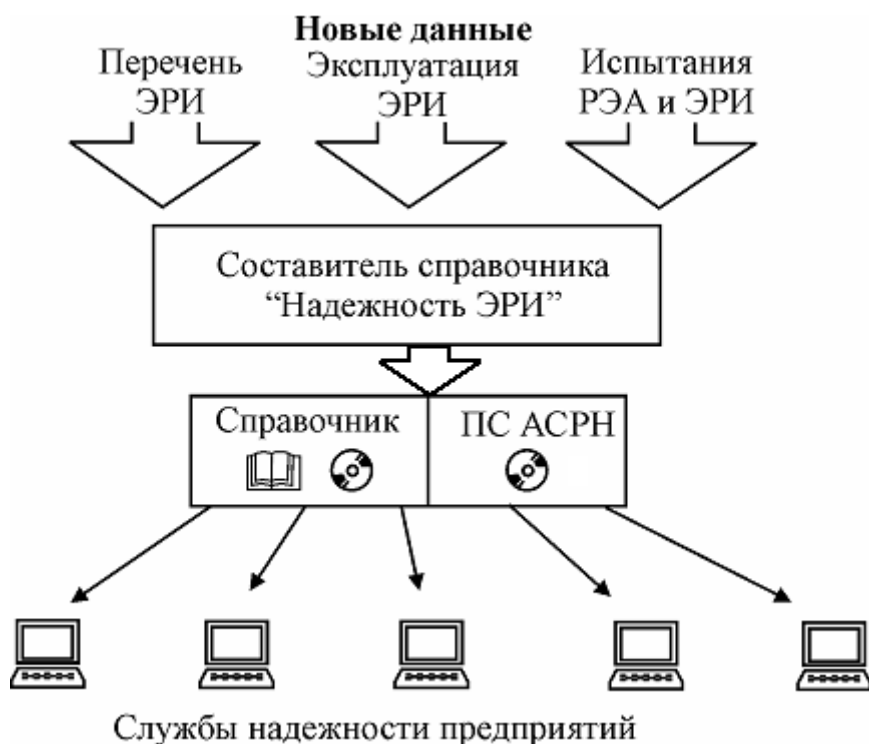 Новые данные
Перечень
ЭРИ
Эксплуатация
ЭРИ
Испытания
РЭА и ЭРИ
Составитель справочника
“Надежность ЭРИ”
Справочник
ПС АСРН
Службы надежности предприятий